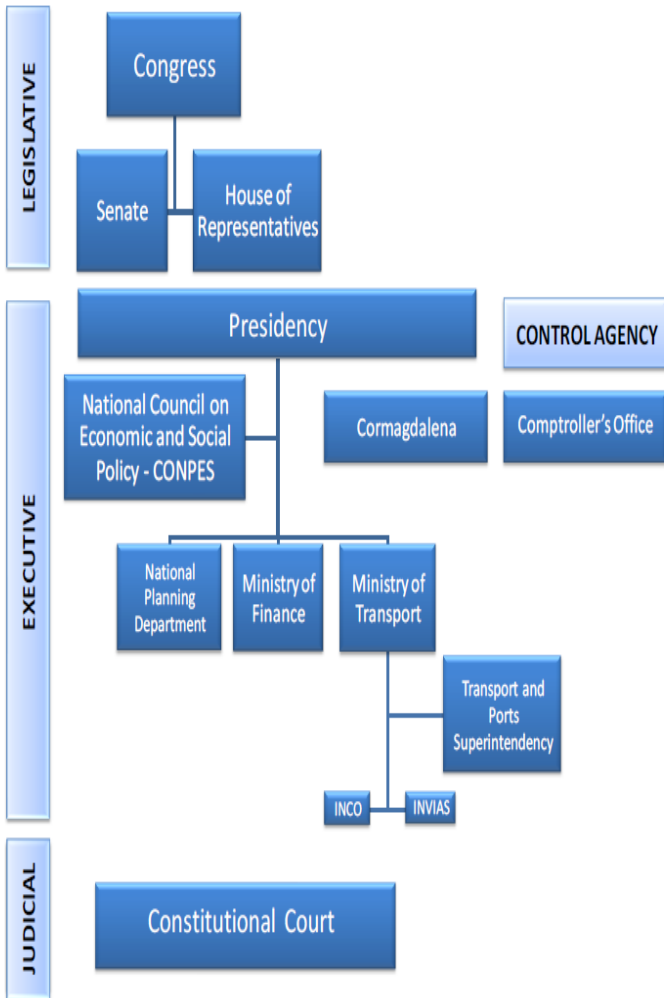 LEGISLATIVE
Congress
Senate
House of
Representatives
EXECUTIVE
Presidency
CONTROL AGENCY
National Council on
Economic and Social
Policy - CONPES
Cormagdalena
Comptroller's Office
National
Planning
Department
Ministry of
Finance
Ministry of
Transport
Transport and
Ports
Superintendency
INCO
INVIAS
JUDICIAL
Constitutional Court